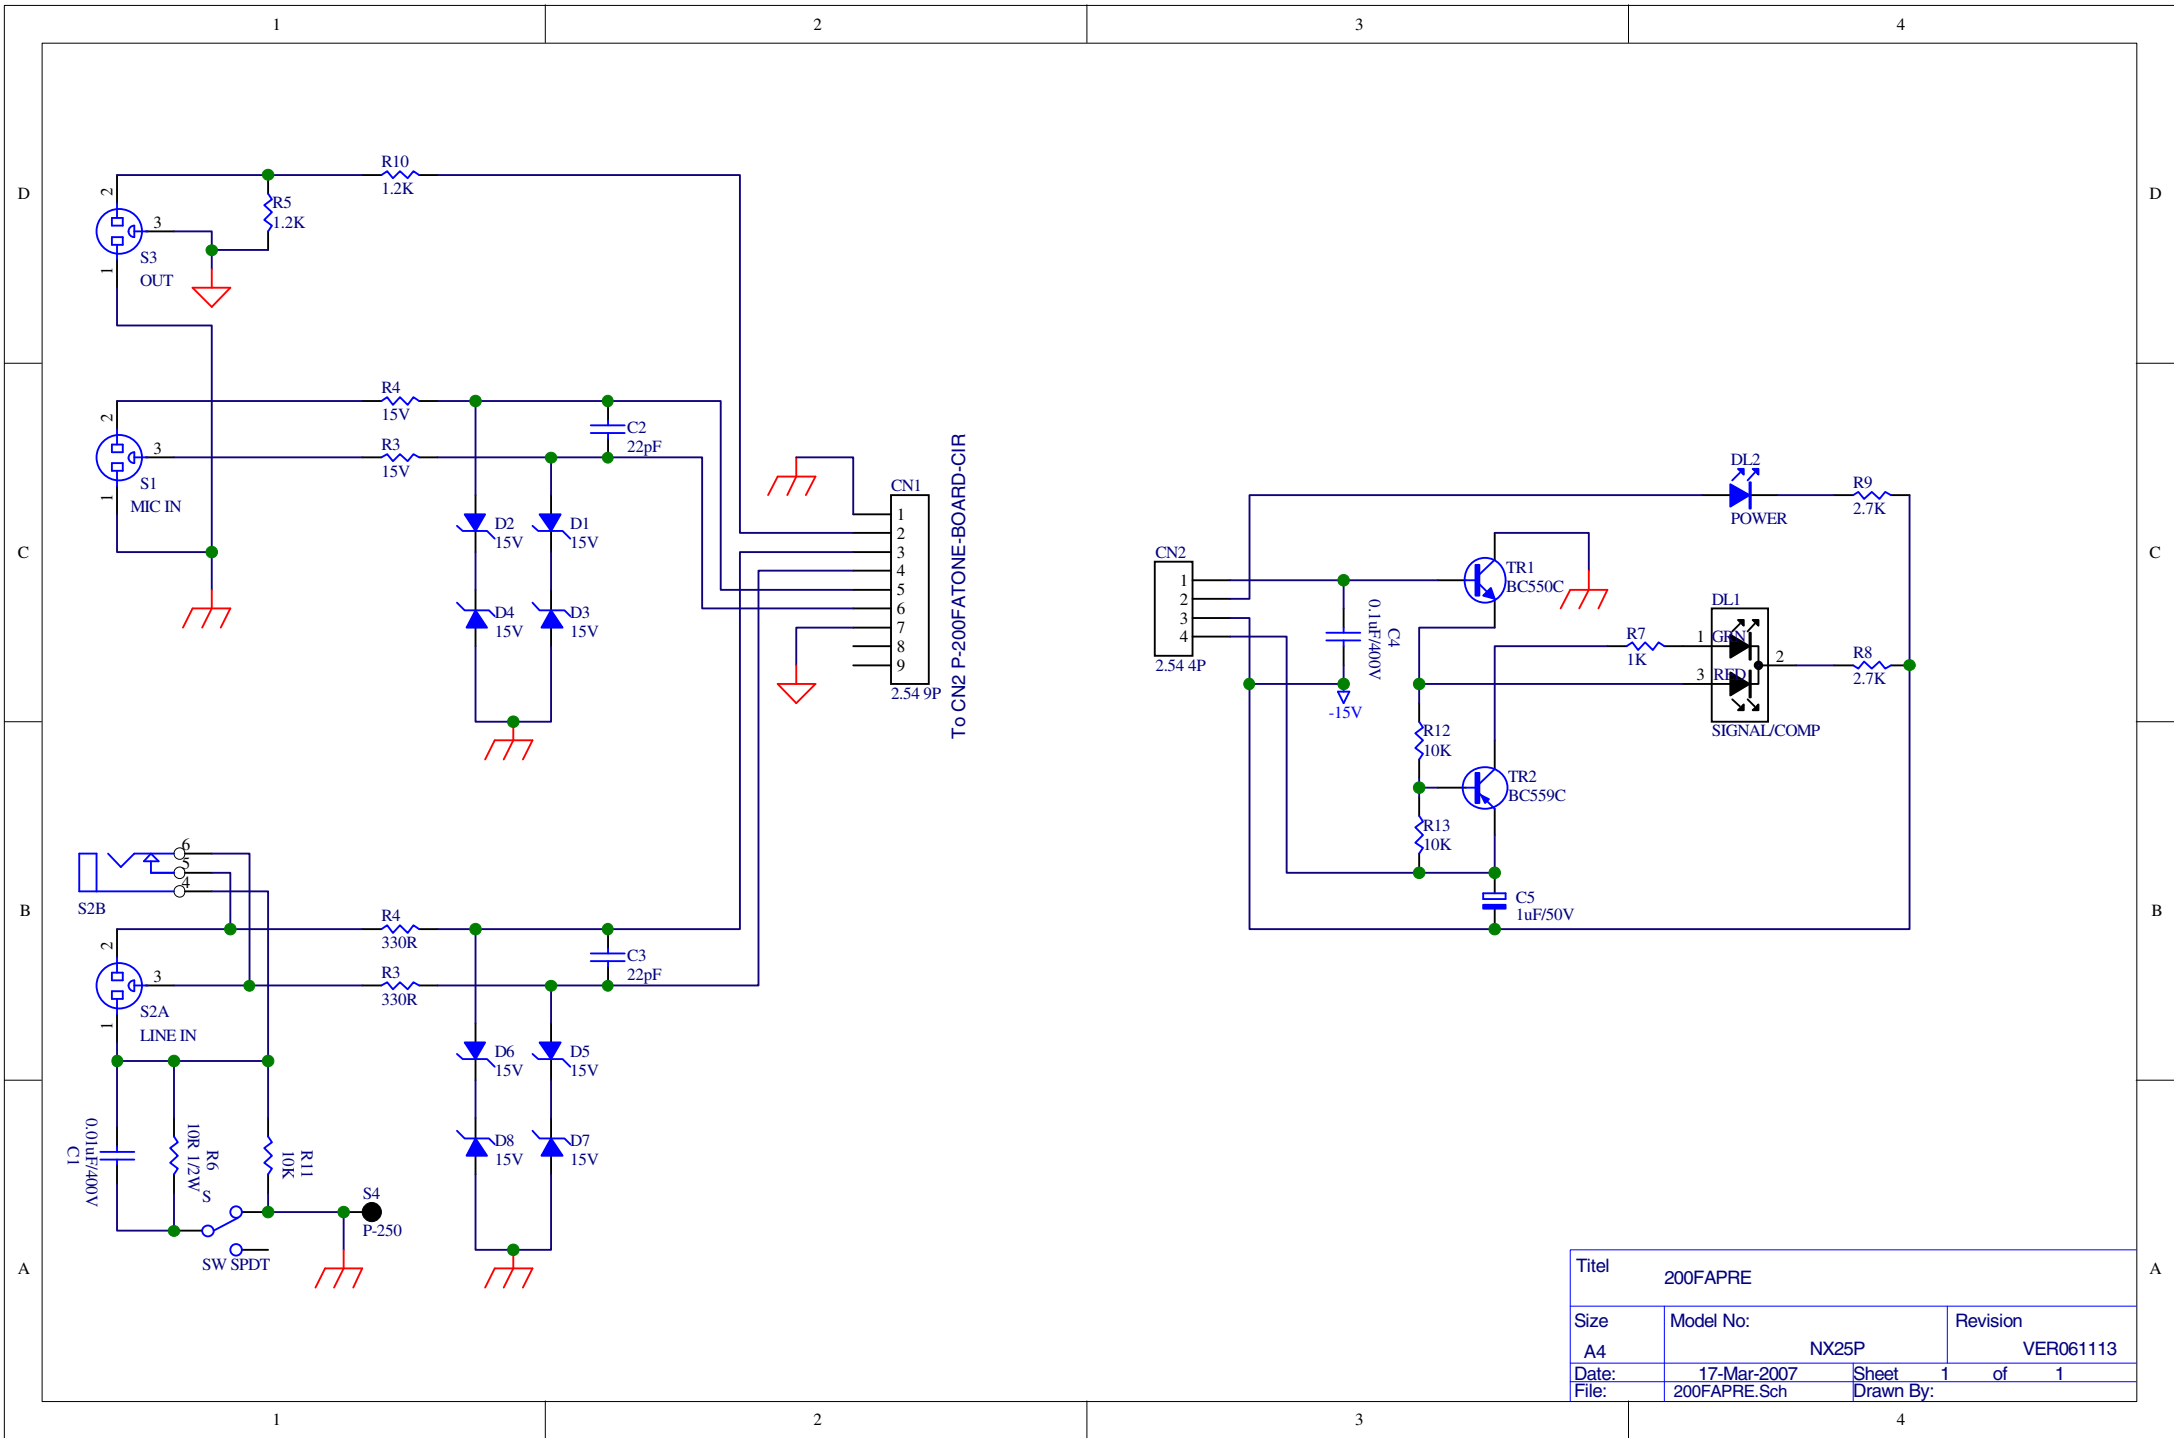 1 2 3 4
D D
C C
B B
A A
1 2 3 4
R10
1.2K
R5
1.2K
2
3
1
S3
OUT
R4
15V
R3
15V
2
3
1
S1
MIC IN
C2
22pF
D2
15V
D1
15V
D4
15V
D3
15V
CN1
1
2
3
4
5
6
7
8
9
2.54 9P
To CN2 P-200FATONE-BOARD-CIR
6
5
4
S2B
R4
330R
R3
330R
2
3
1
S2A
LINE IN
C3
22pF
D6
15V
D5
15V
D8
15V
D7
15V
0.01uF/400V
C1
R6
10R 1/2W
R11
10K
S
SW SPDT
S4
P-250
CN2
1
2
3
4
2.54 4P
C4
0.1uF/400V
-15V
TR1
BC550C
DL2
POWER
R9
2.7K
R7
1K
DL1
1 GRN
3 RED
2
SIGNAL/COMP
R8
2.7K
R12
10K
TR2
BC559C
R13
10K
C5
1uF/50V
Titel
200FAPRE
Size Model No: Revision
A4 NX25P VER061113
Date: 17-Mar-2007 Sheet 1 of 1
File: 200FAPRE.Sch Drawn By: